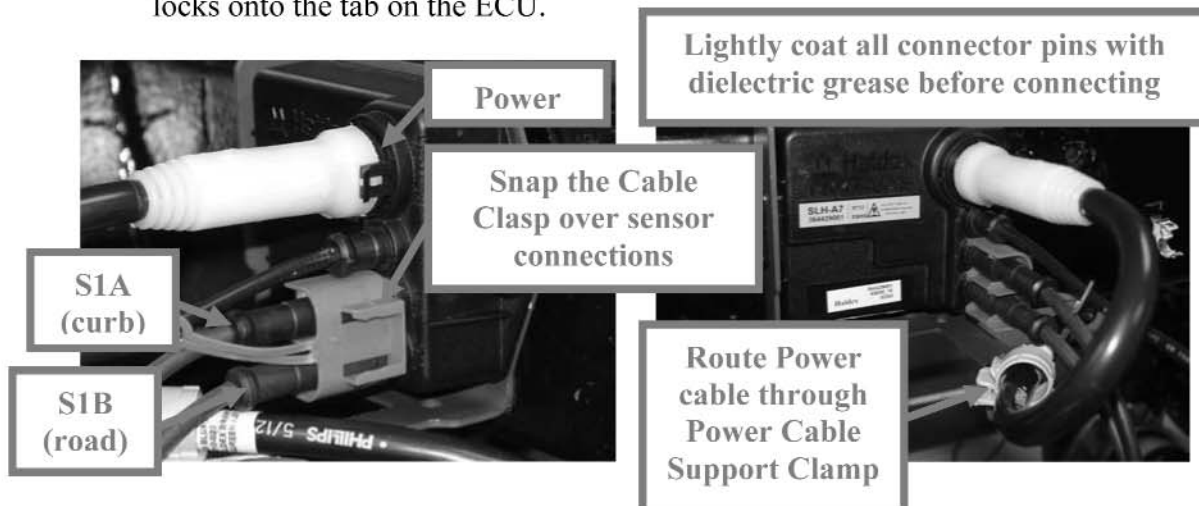 locks onto the tab on the ECU.
Power
Snap the Cable
Clasp over sensor
connections
S1A
(curb)
S1B
(road)
• PHILLIPS 5/12
Lightly coat all connector pins with
dielectric grease before connecting
Haldex
SLH-A7
Haldex
Route Power
cable through
Power Cable
Support Clamp